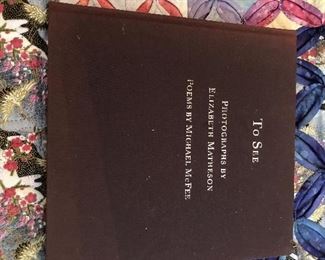 To See
Photographs by
Elizabeth Matheson
Poems by Michael McFee